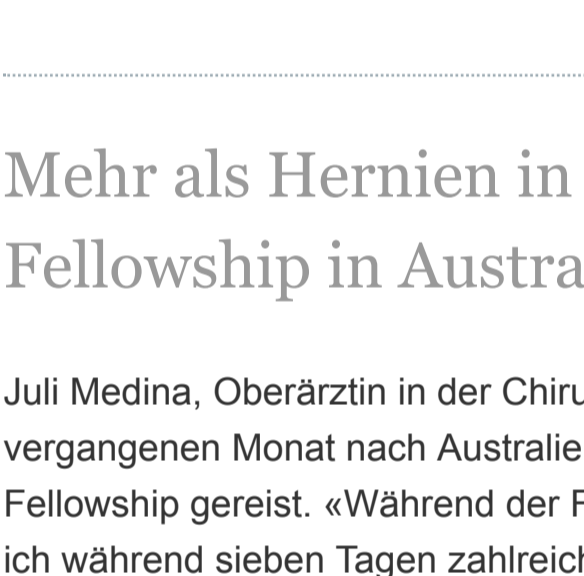 Mehr als Hernien in
Fellowship in Austra
Juli Medina, Oberärztin in der Chiru
vergangenen Monat nach Australie
Fellowship gereist. «Während der F
ich während sieben Tagen zahlreich